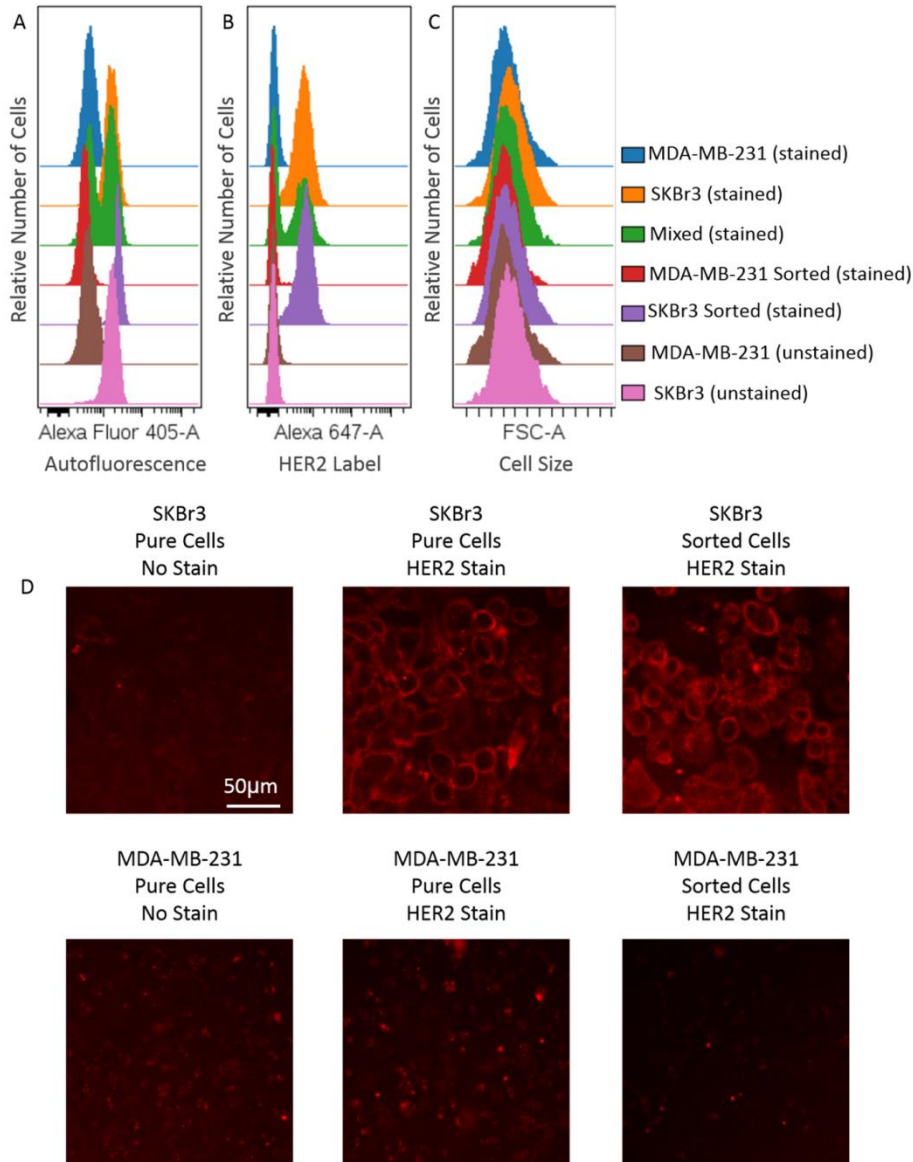 A
B
C
Relative Number of Cells
Relative Number of Cells
Relative Number of Cells
Alexa Fluor 405-A
Autofluorescence
Alexa 647-A
HER2 Label
FSC-A
Cell Size
MDA-MB-231 (stained)
SKBr3 (stained)
Mixed (stained)
MDA-MB-231 Sorted (stained)
SKBr3 Sorted (stained)
MDA-MB-231 (unstained)
SKBr3 (unstained)
D
SKBr3
Pure Cells
No Stain
SKBr3
Pure Cells
HER2 Stain
SKBr3
Sorted Cells
HER2 Stain
50µm
MDA-MB-231
Pure Cells
No Stain
MDA-MB-231
Pure Cells
HER2 Stain
MDA-MB-231
Sorted Cells
HER2 Stain